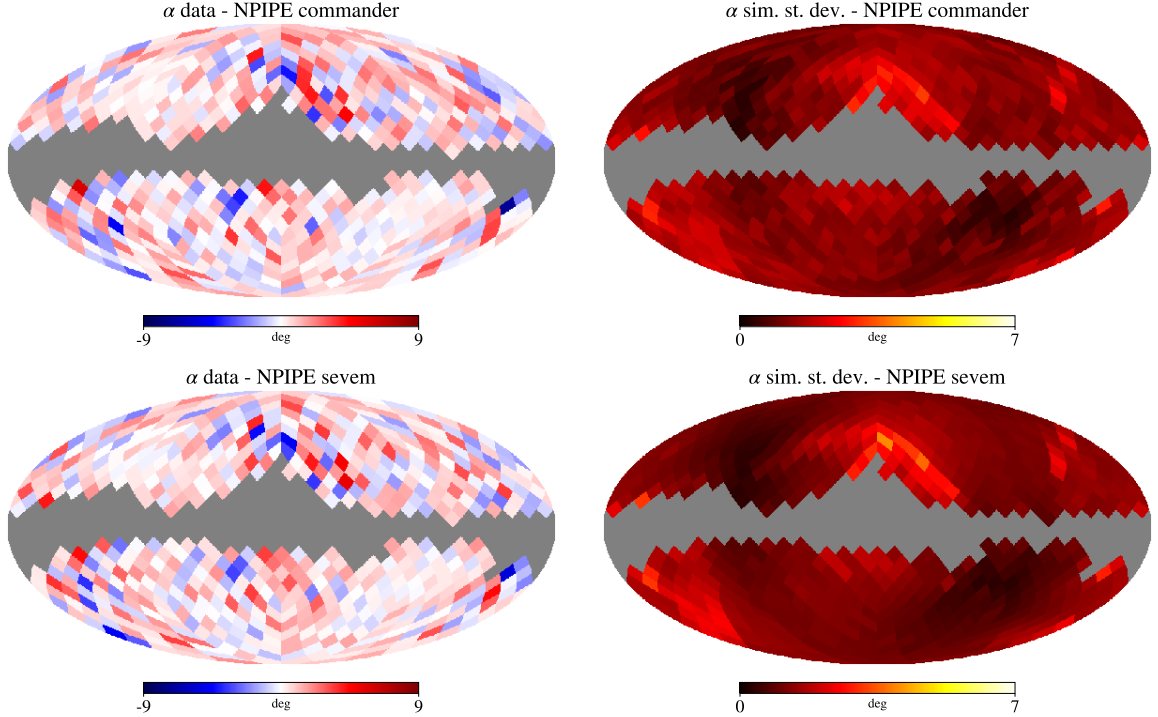 α data - NPIPE commander
α sim. st. dev. - NPIPE commander
-9 deg 9
0 deg 7
α data - NPIPE sevem
α sim. st. dev. - NPIPE sevem
-9 deg 9
0 deg 7